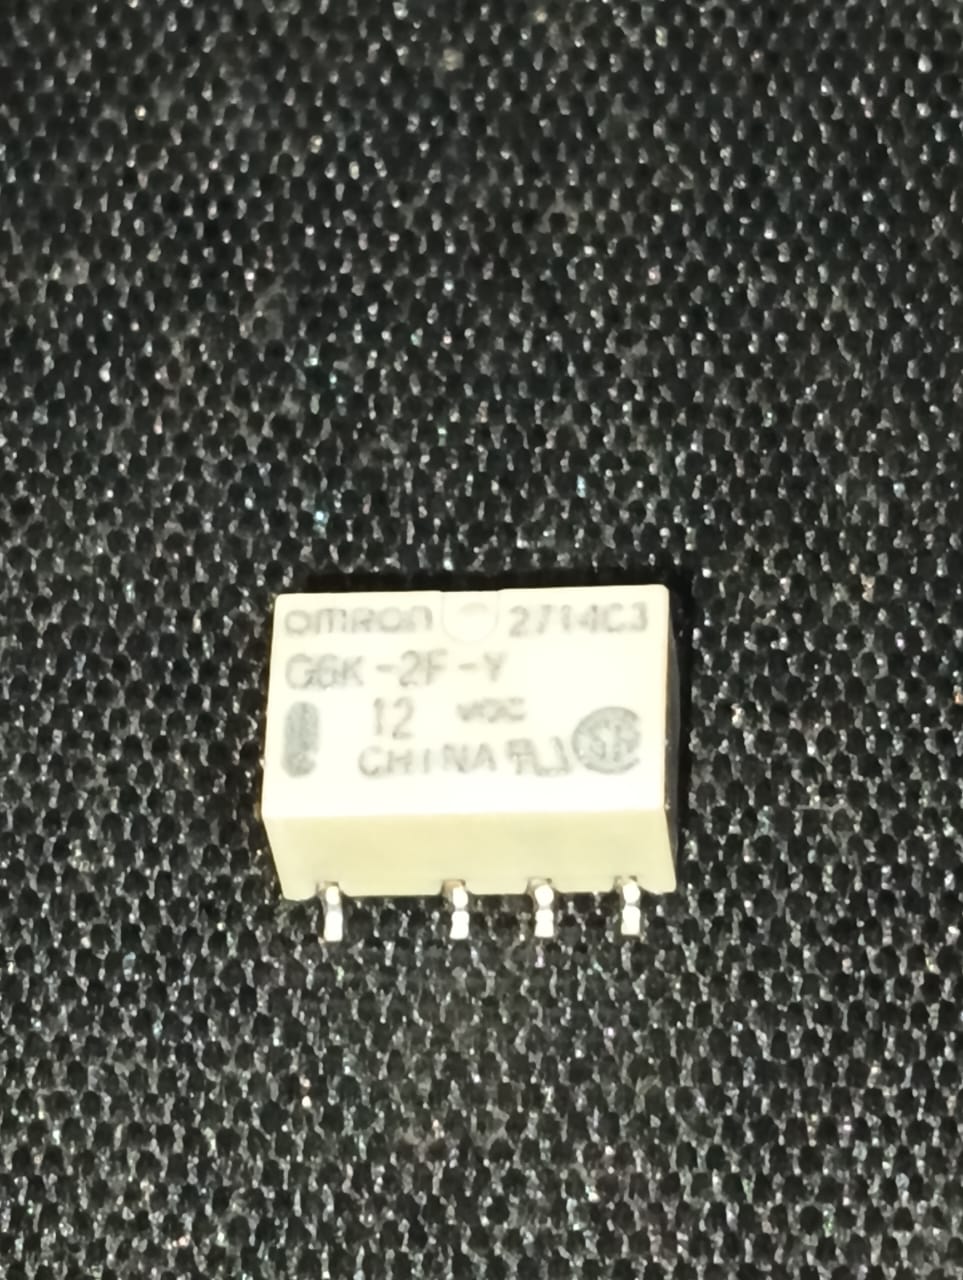 OMRON 2714C3
G6K-2F-Y
12 VDC
CHINA